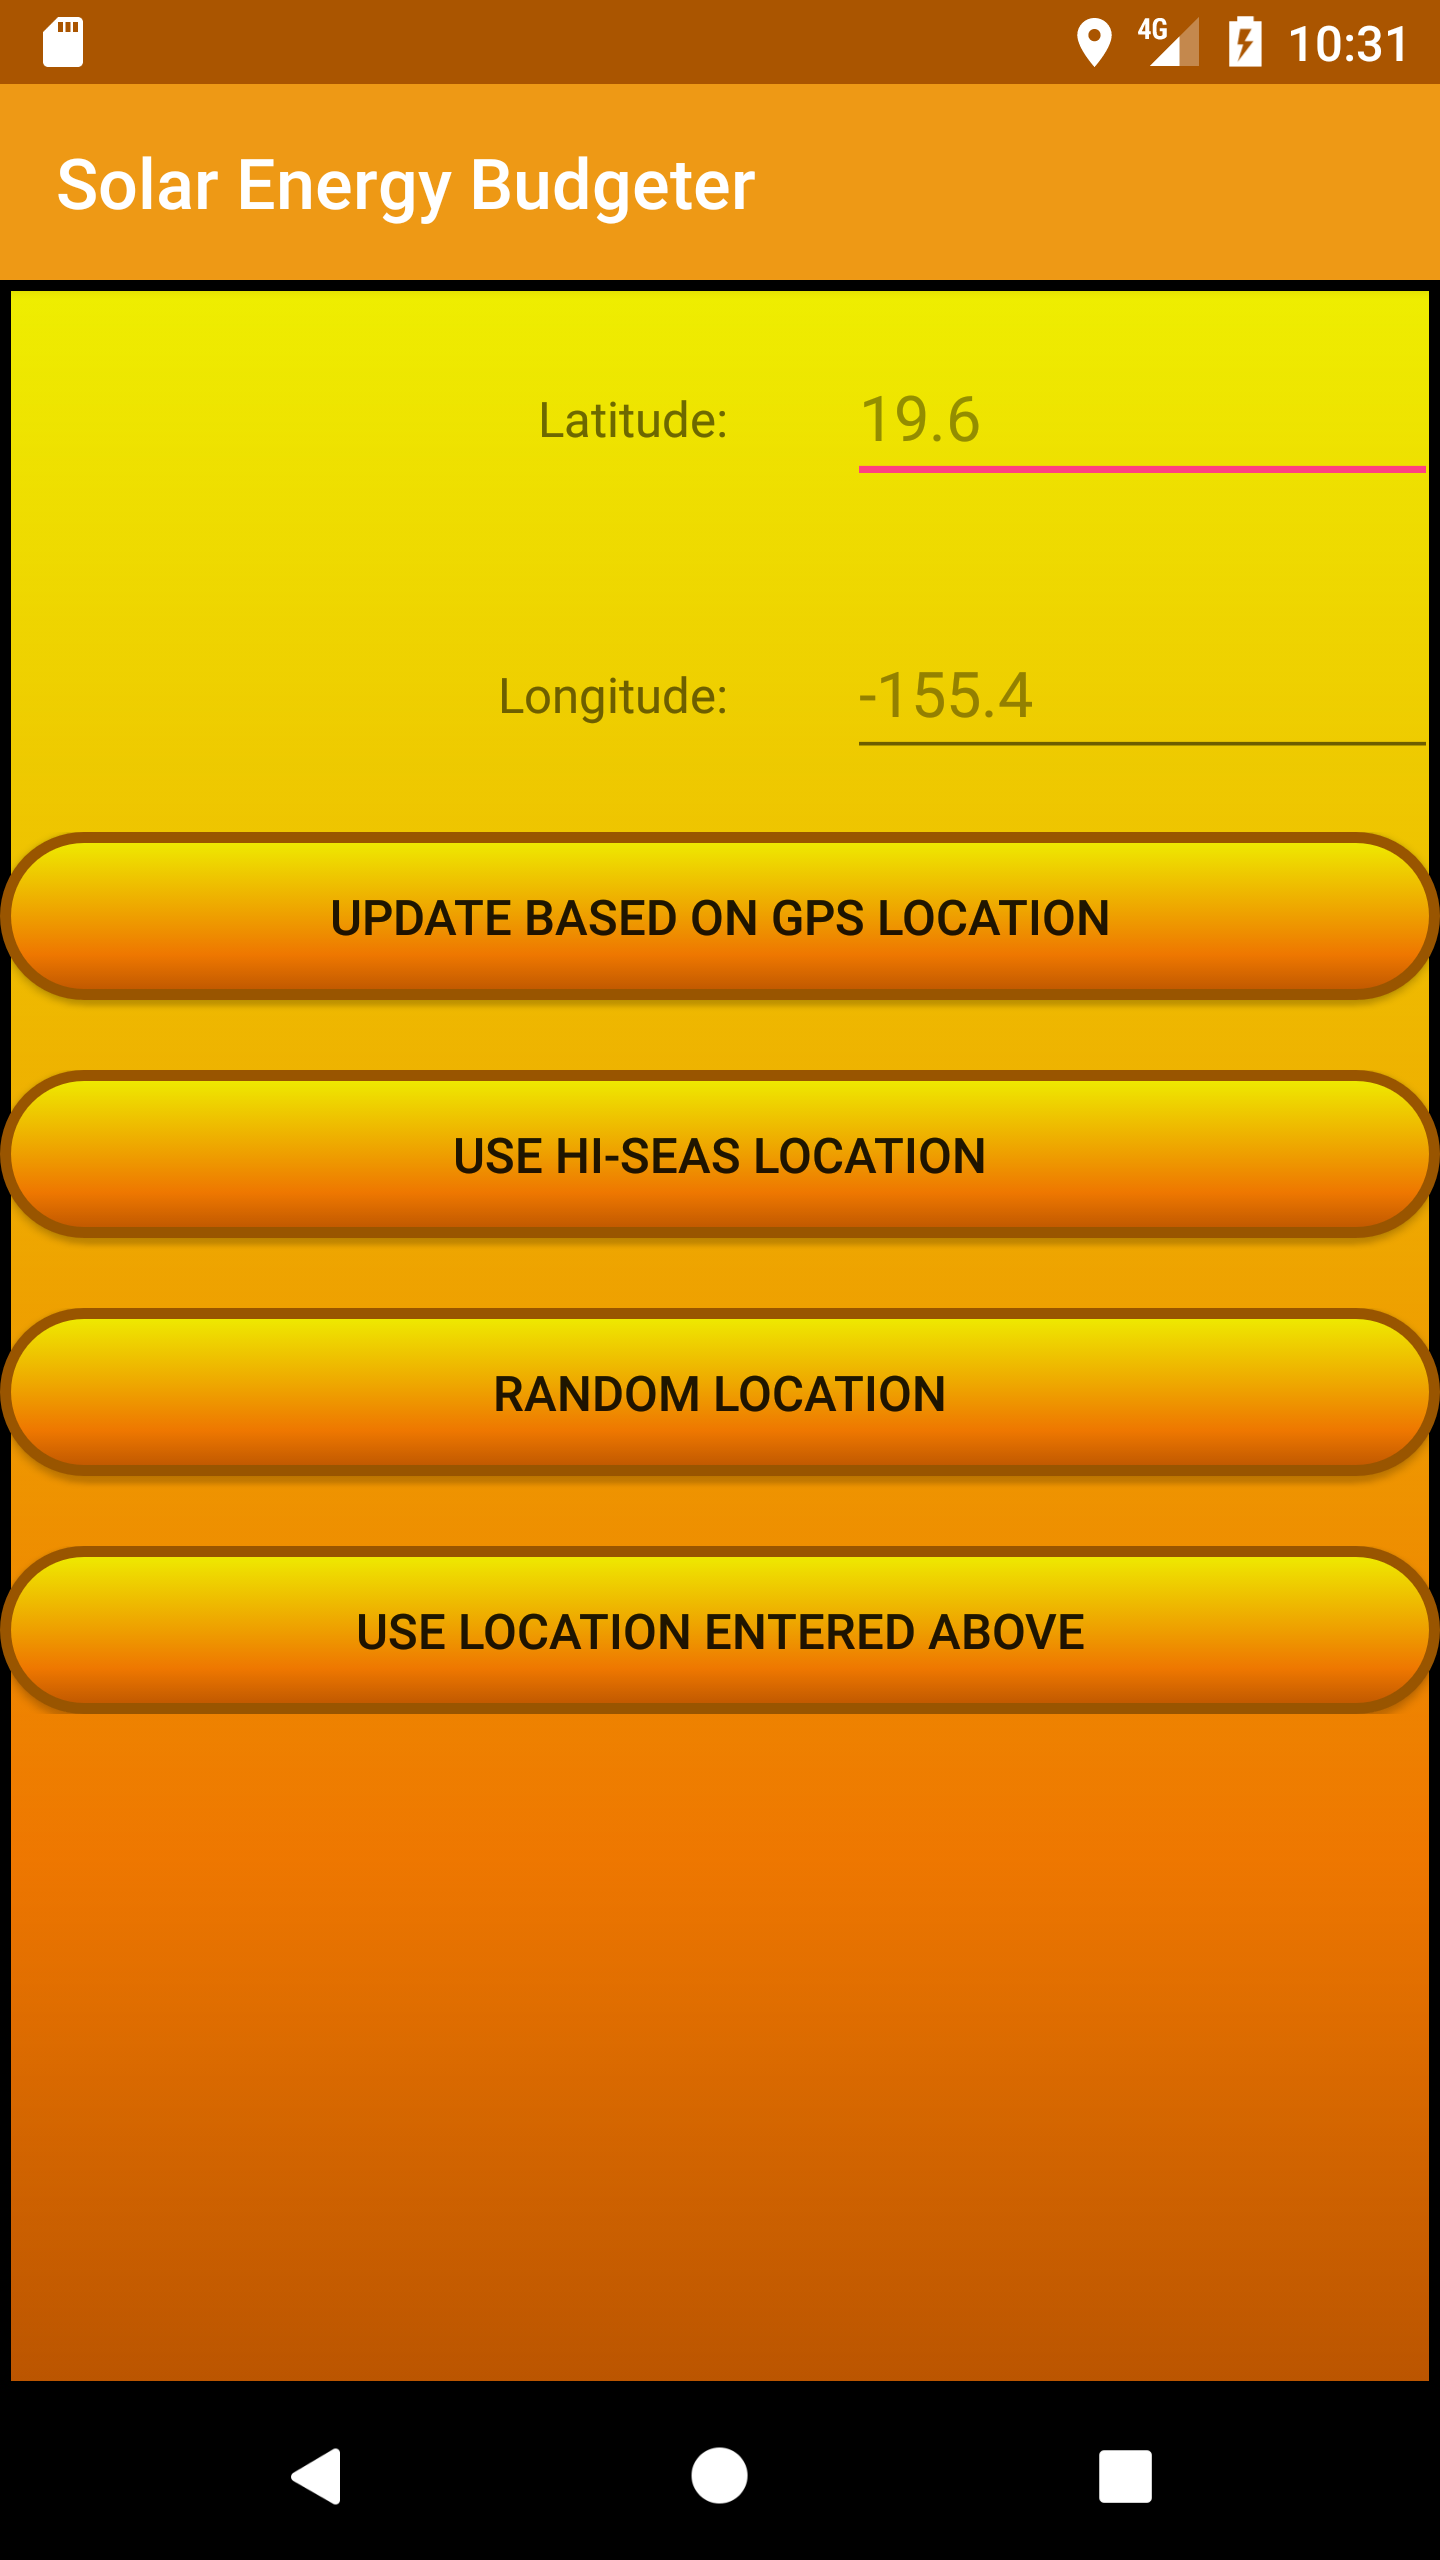 4G 10:31
Solar Energy Budgeter
Latitude: 19.6
Longitude: -155.4
UPDATE BASED ON GPS LOCATION
USE HI-SEAS LOCATION
RANDOM LOCATION
USE LOCATION ENTERED ABOVE